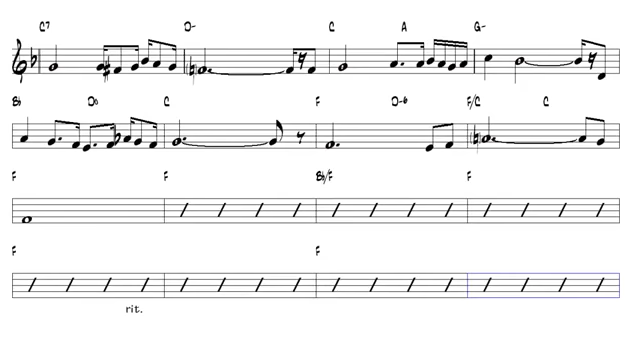 C7 D- C A G-
B♭ D° C F D-6 F/C C
F F B♭/F F
F F
rit.